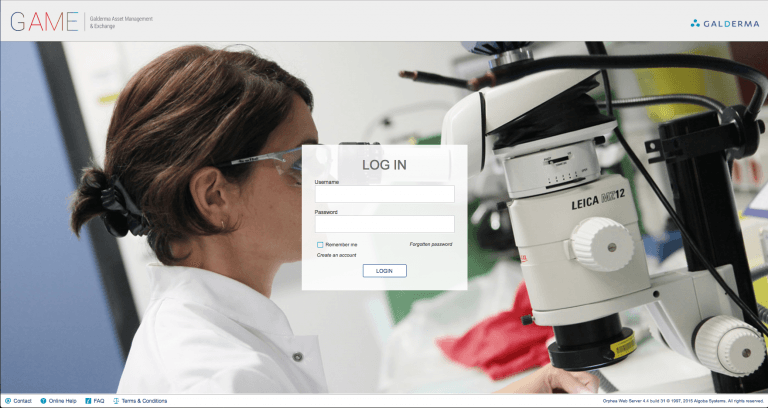 GAME
Galderma Asset Management
& Exchange
GALDERMA
LOG IN
Username
Password
Remember me
Forgotten password
Create an account
LOGIN
LEICA MZ12
Contact
Online Help
FAQ
Terms & Conditions
Orphea Web Server 4.4 build 31 © 1997, 2015 Algoba Systems. All rights reserved.